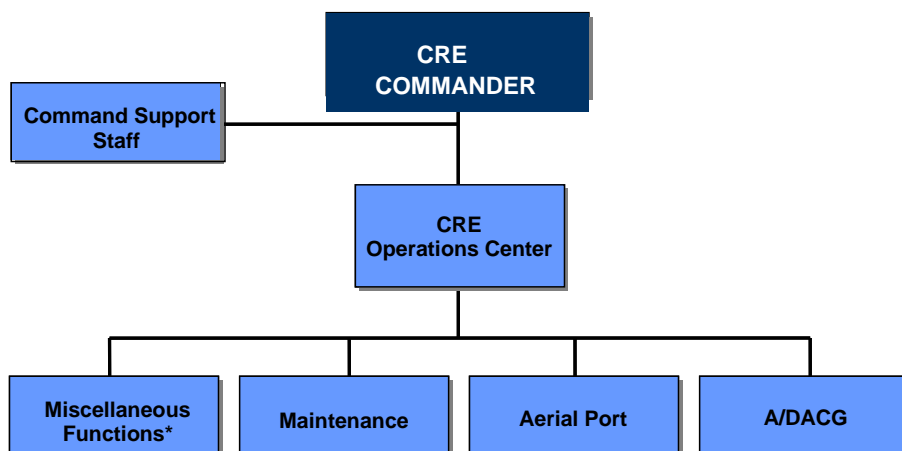 CRE
COMMANDER
Command Support
Staff
CRE
Operations Center
Miscellaneous
Functions*
Maintenance
Aerial Port
A/DACG